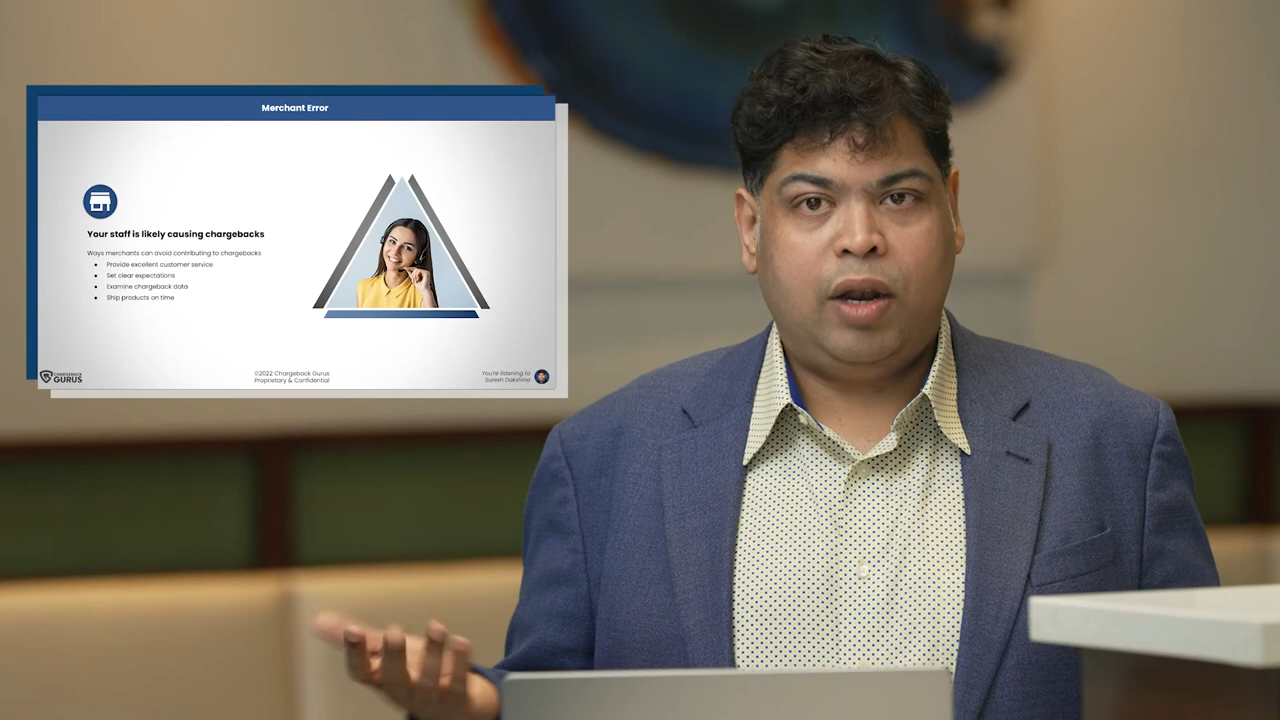 Merchant Error
Your staff is likely causing chargebacks
Ways merchants can avoid contributing to chargebacks
• Provide excellent customer service
• Set clear expectations
• Examine chargeback data
• Ship products on time
CHARGEBACK
GURUS
©2022 Chargeback Gurus
Proprietary & Confidential
You're listening to
Suresh Dakshina